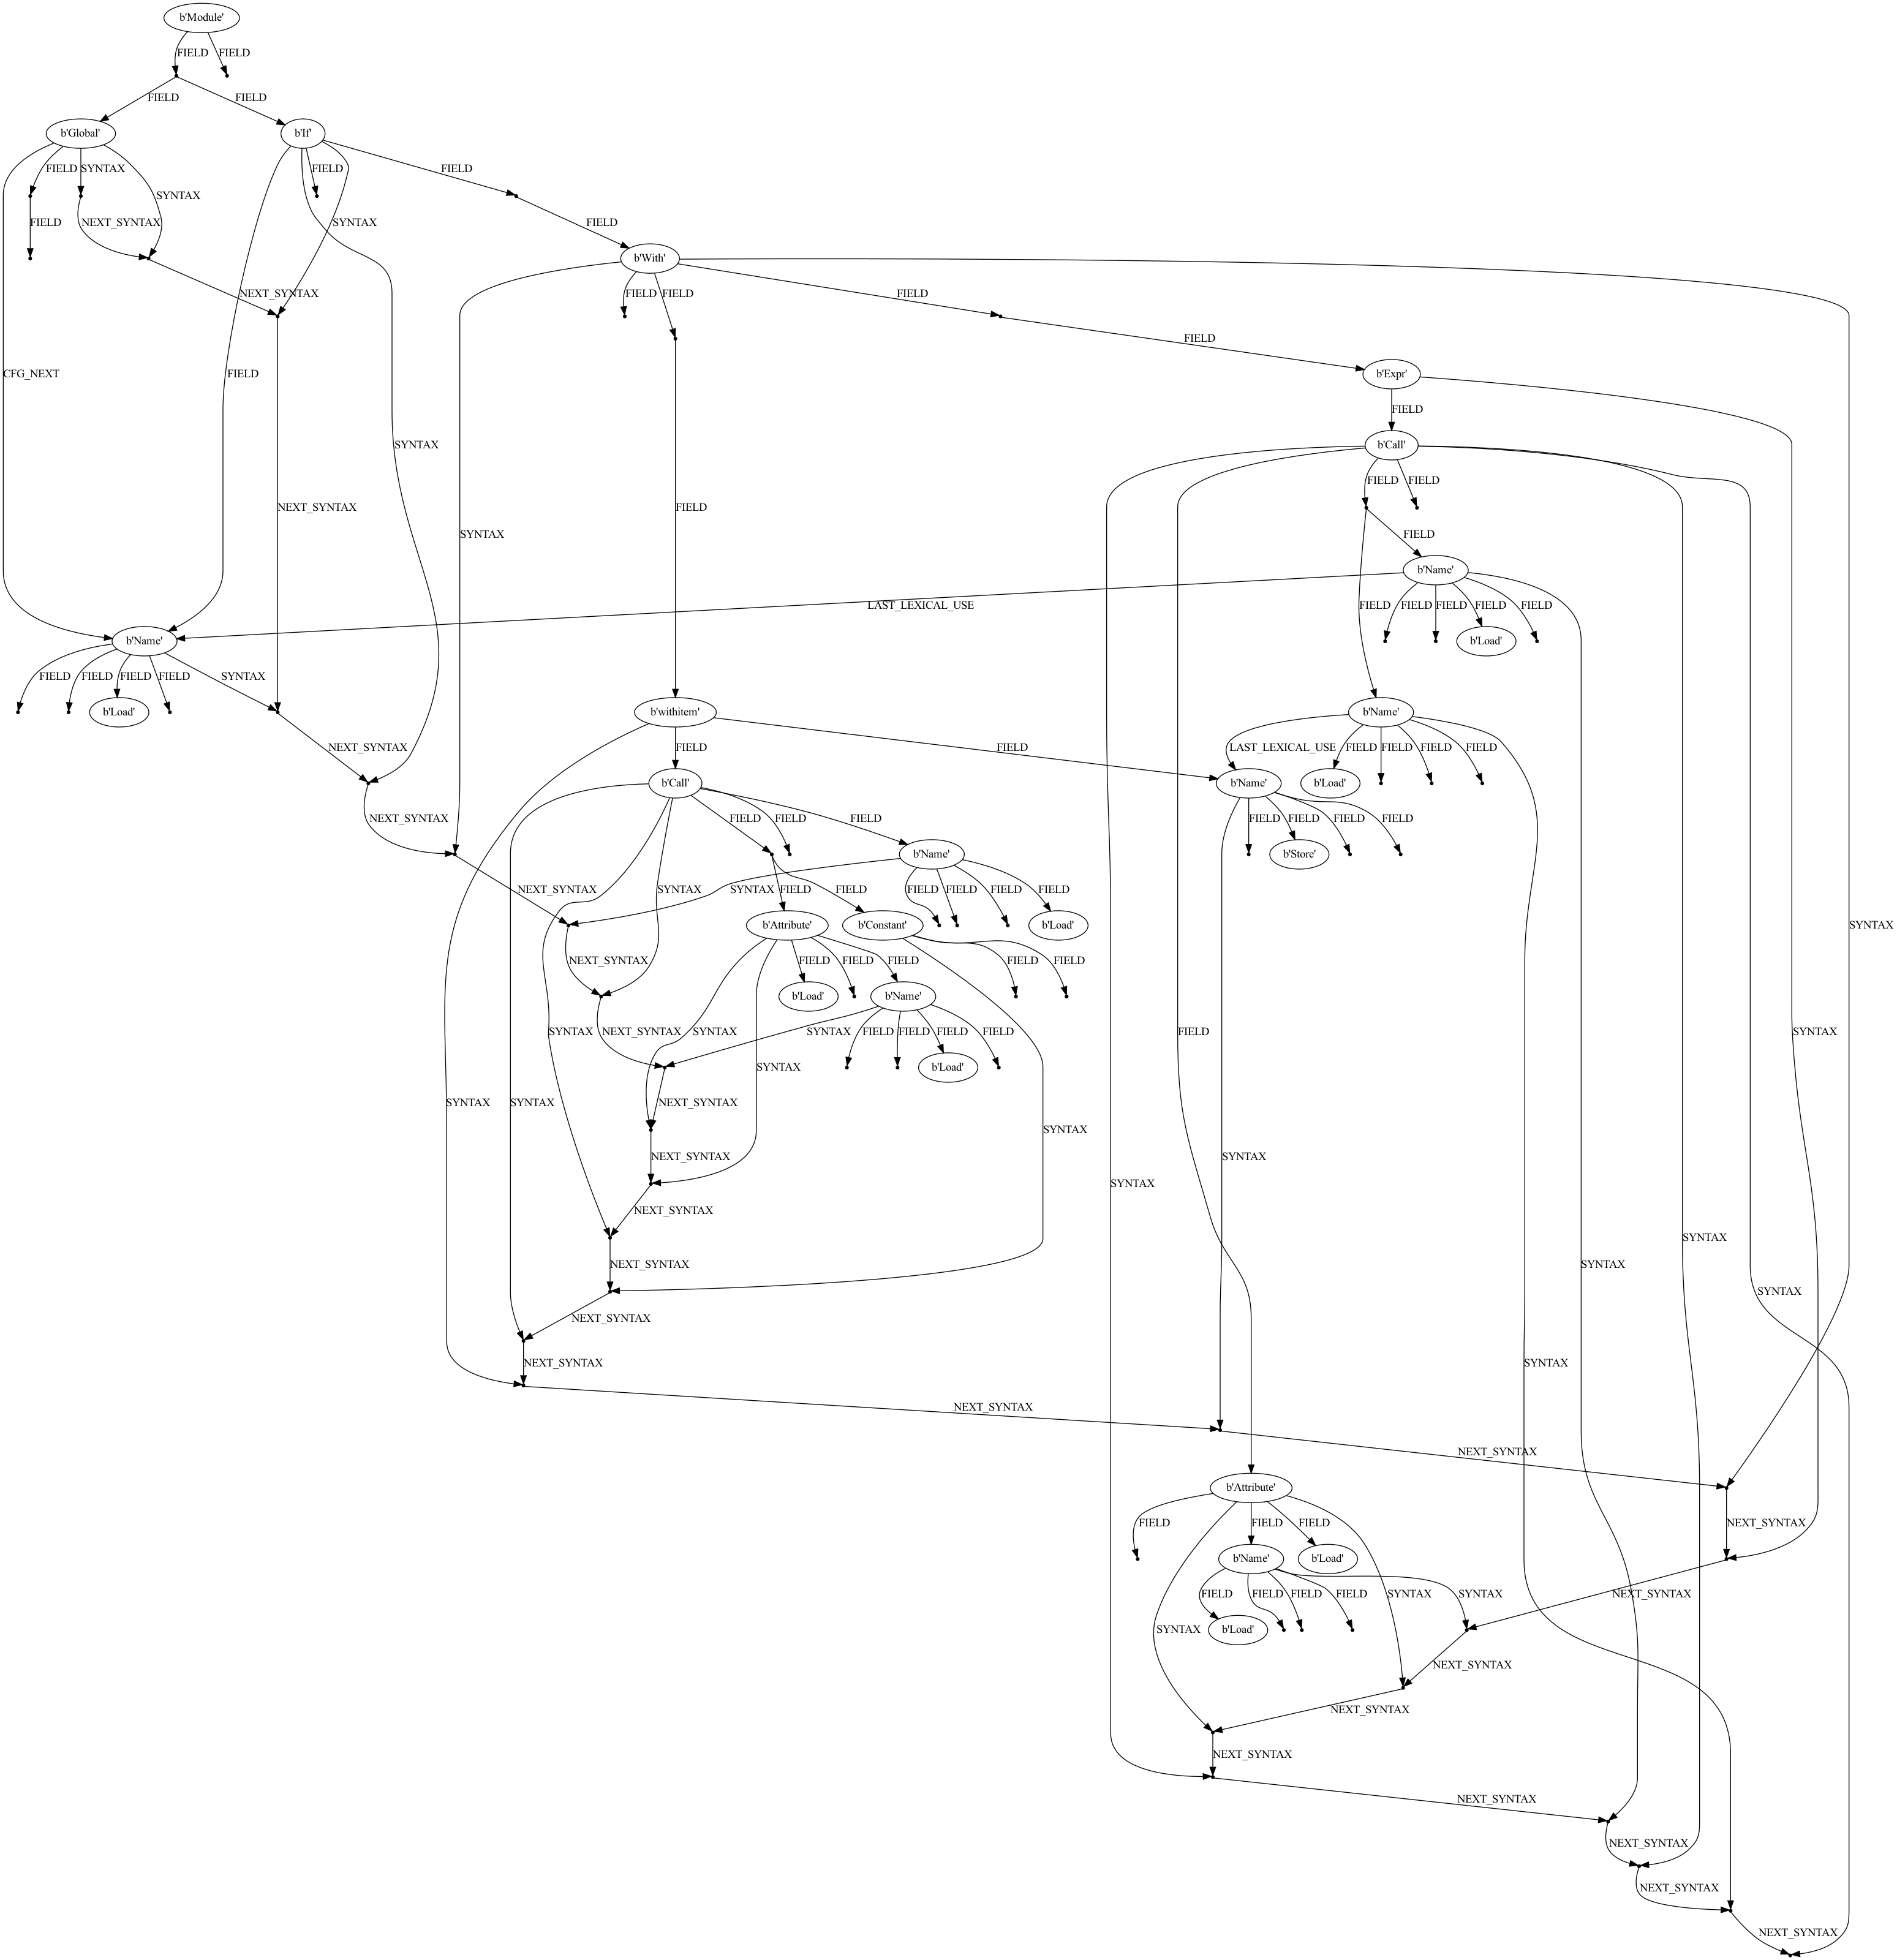 b'Module'
FIELD FIELD
FIELD FIELD
b'Global' b'If'
FIELD SYNTAX FIELD FIELD
SYNTAX
FIELD NEXT_SYNTAX SYNTAX FIELD
b'With'
NEXT_SYNTAX FIELD FIELD FIELD
FIELD
CFG_NEXT FIELD b'Expr'
FIELD
SYNTAX b'Call'
FIELD FIELD
NEXT_SYNTAX FIELD
SYNTAX FIELD
b'Name'
LAST_LEXICAL_USE FIELD FIELD FIELD FIELD FIELD
b'Name' b'Load'
FIELD FIELD FIELD FIELD SYNTAX
b'Load' b'withitem' b'Name'
NEXT_SYNTAX FIELD FIELD LAST_LEXICAL_USE FIELD FIELD FIELD FIELD
b'Call' b'Name' b'Load'
NEXT_SYNTAX FIELD FIELD FIELD FIELD FIELD FIELD FIELD
b'Name' b'Store'
NEXT_SYNTAX SYNTAX FIELD FIELD SYNTAX FIELD FIELD FIELD FIELD
b'Attribute' b'Constant' b'Load' SYNTAX
NEXT_SYNTAX FIELD FIELD FIELD FIELD FIELD
b'Load' b'Name'
SYNTAX NEXT_SYNTAX SYNTAX SYNTAX FIELD FIELD FIELD FIELD FIELD SYNTAX
b'Load'
SYNTAX
SYNTAX SYNTAX NEXT_SYNTAX
SYNTAX
NEXT_SYNTAX SYNTAX
SYNTAX
NEXT_SYNTAX
SYNTAX
NEXT_SYNTAX SYNTAX
SYNTAX
NEXT_SYNTAX
NEXT_SYNTAX SYNTAX
NEXT_SYNTAX
NEXT_SYNTAX
b'Attribute'
FIELD FIELD FIELD NEXT_SYNTAX
b'Name' b'Load'
FIELD FIELD FIELD FIELD SYNTAX SYNTAX NEXT_SYNTAX
SYNTAX b'Load'
NEXT_SYNTAX
NEXT_SYNTAX
NEXT_SYNTAX
NEXT_SYNTAX
NEXT_SYNTAX
NEXT_SYNTAX
NEXT_SYNTAX